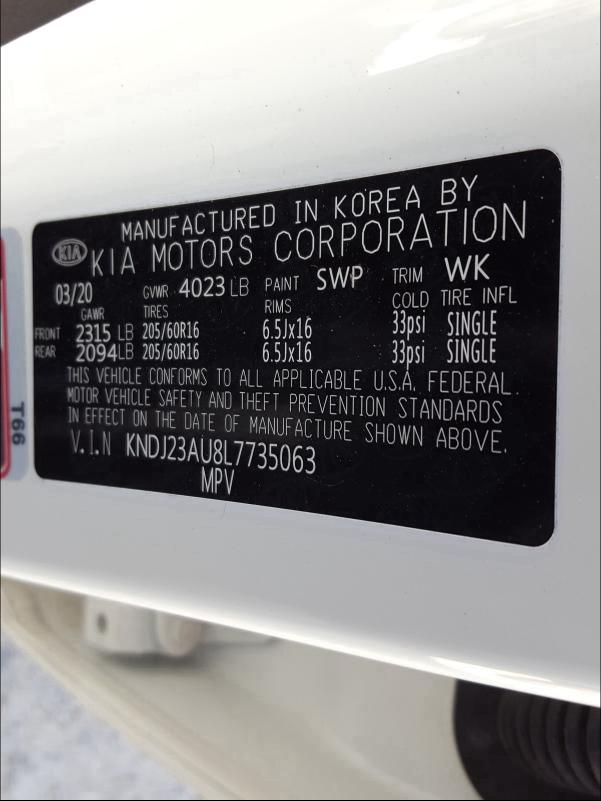 MANUFACTURED IN KOREA BY
KIA KIA MOTORS CORPORATION
03/20 GVWR 4023 LB PAINT SWP TRIM WK
GAWR TIRES RIMS COLD TIRE INFL
FRONT 2315 LB 205/60R16 6.5Jx16 33psi SINGLE
REAR 2094 LB 205/60R16 6.5Jx16 33psi SINGLE
THIS VEHICLE CONFORMS TO ALL APPLICABLE U.S.A. FEDERAL
MOTOR VEHICLE SAFETY AND THEFT PREVENTION STANDARDS
IN EFFECT ON THE DATE OF MANUFACTURE SHOWN ABOVE.
V.I.N KNDJ23AU8L7735063
MPV
T66